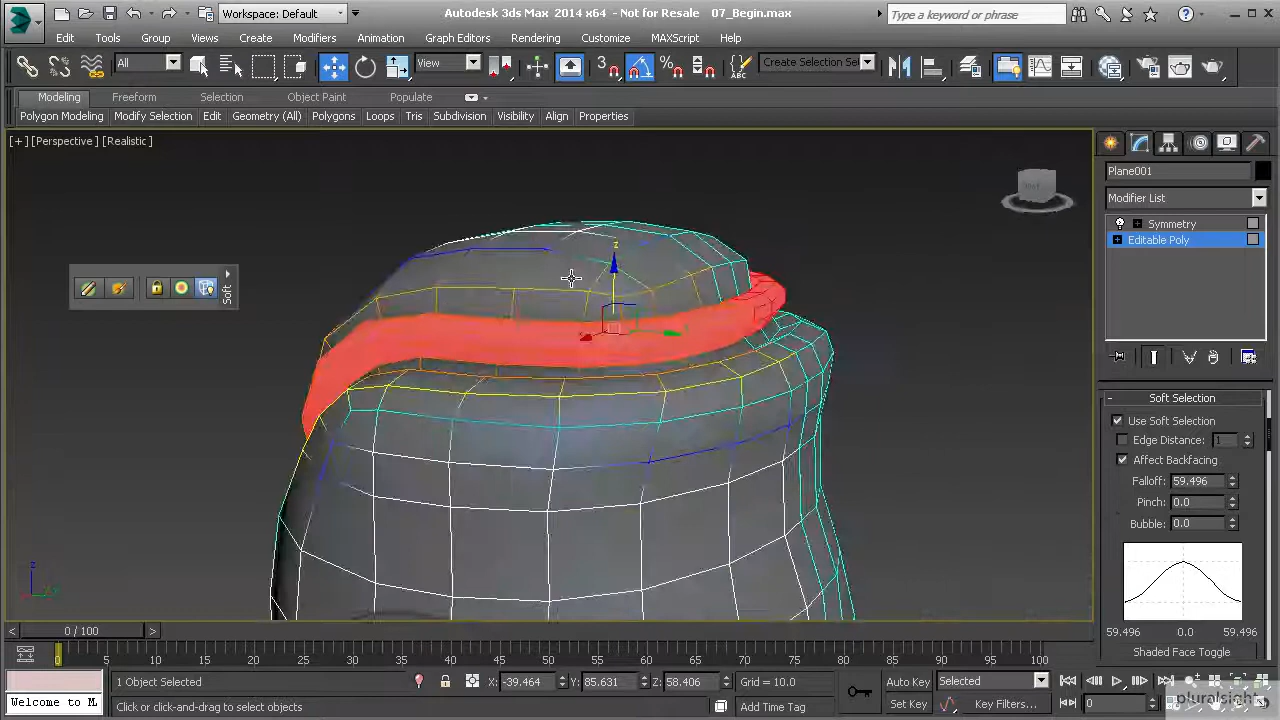 Workspace: Default
Autodesk 3ds Max 2014 x64 - Not for Resale 07_Begin.max
Type a keyword or phrase
Edit Tools Group Views Create Modifiers Animation Graph Editors Rendering Customize MAXScript Help
All View 3 Create Selection Se
Modeling Freeform Selection Object Paint Populate
Polygon Modeling Modify Selection Edit Geometry (All) Polygons Loops Tris Subdivision Visibility Align Properties
[+] [Perspective] [Realistic]
Soft
z
Plane001
Modifier List
Symmetry
Editable Poly
Soft Selection
Use Soft Selection
Edge Distance: 1
Affect Backfacing
Falloff: 59.496
Pinch: 0.0
Bubble: 0.0
59.496 0.0 59.496
Shaded Face Toggle
z
< 0 / 100 >
0 5 10 15 20 25 30 35 40 45 50 55 60 65 70 75 80 85 90 95 100
1 Object Selected X: -39.464 Y: 85.631 Z: 58.406 Grid = 10.0 Auto Key Selected
Welcome to M Click or click-and-drag to select objects Add Time Tag Set Key Key Filters... 0
pluralsight